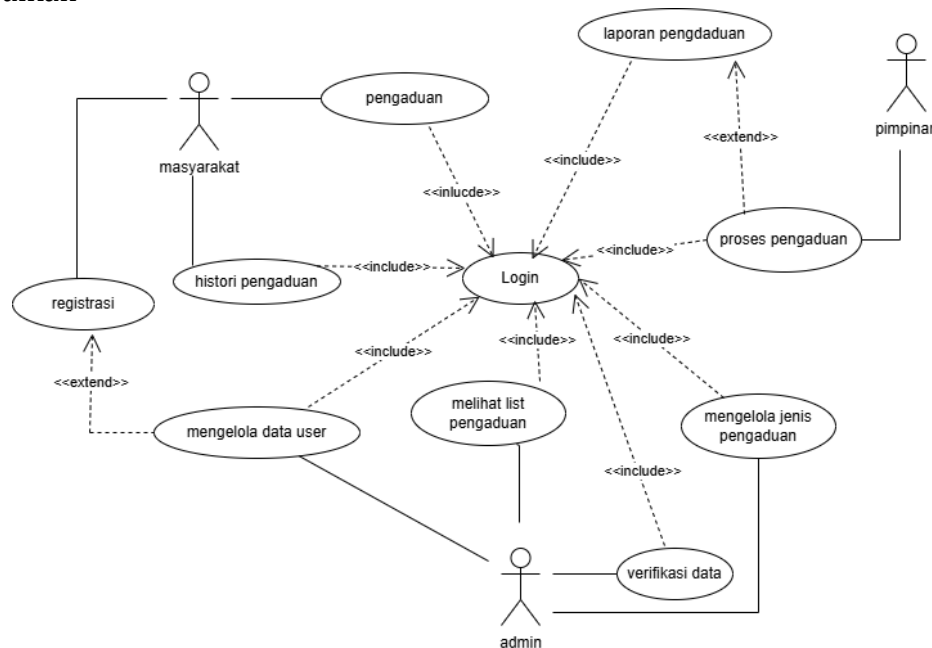 laporan pengdaduan
pengaduan
<<extend>>
pimpinan
masyarakat
<<include>>
<<inlucde>>
proses pengaduan
<<include>>
<<include>>
Login
histori pengaduan
registrasi
<<include>>
<<include>>
<<include>>
<<extend>>
melihat list
pengaduan
mengelola jenis
pengaduan
mengelola data user
<<include>>
verifikasi data
admin